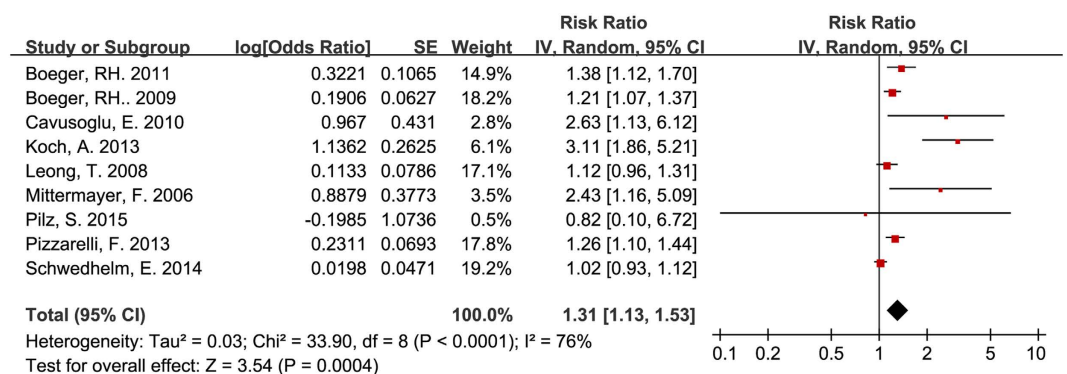 Risk Ratio Risk Ratio
Study or Subgroup log[Odds Ratio] SE Weight IV, Random, 95% CI IV, Random, 95% CI
Boeger, RH. 2011 0.3221 0.1065 14.9% 1.38 [1.12, 1.70]
Boeger, RH.. 2009 0.1906 0.0627 18.2% 1.21 [1.07, 1.37]
Cavusoglu, E. 2010 0.967 0.431 2.8% 2.63 [1.13, 6.12]
Koch, A. 2013 1.1362 0.2625 6.1% 3.11 [1.86, 5.21]
Leong, T. 2008 0.1133 0.0786 17.1% 1.12 [0.96, 1.31]
Mittermayer, F. 2006 0.8879 0.3773 3.5% 2.43 [1.16, 5.09]
Pilz, S. 2015 -0.1985 1.0736 0.5% 0.82 [0.10, 6.72]
Pizzarelli, F. 2013 0.2311 0.0693 17.8% 1.26 [1.10, 1.44]
Schwedhelm, E. 2014 0.0198 0.0471 19.2% 1.02 [0.93, 1.12]
Total (95% CI) 100.0% 1.31 [1.13, 1.53]
Heterogeneity: Tau² = 0.03; Chi² = 33.90, df = 8 (P < 0.0001); I² = 76%
Test for overall effect: Z = 3.54 (P = 0.0004)
0.1 0.2 0.5 1 2 5 10